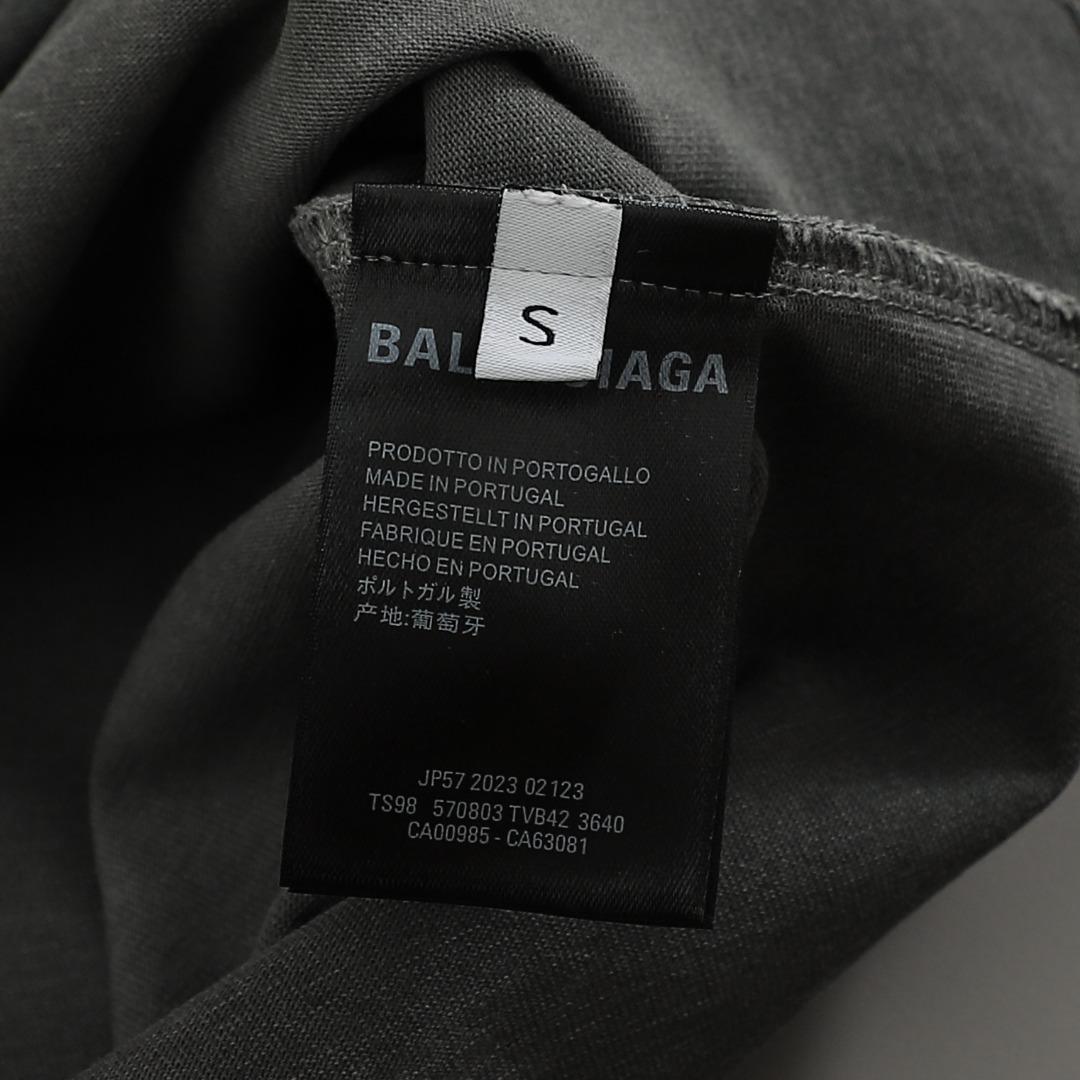 S
BAL IAGA
PRODOTTO IN PORTOGALLO
MADE IN PORTUGAL
HERGESTELLT IN PORTUGAL
FABRIQUE EN PORTUGAL
HECHO EN PORTUGAL
ポルトガル製
产地:葡萄牙
JP57 2023 02123
TS98 570803 TVB42 3640
CA00985 - CA63081